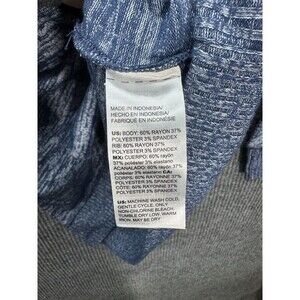 MADE IN INDONESIA/
HECHO EN INDONESIA/
FABRIQUÉ EN INDONÉSIE
US: BODY: 60% RAYON 37%
POLYESTER 3% SPANDEX
RIB: 60% RAYON 37%
POLYESTER 3% SPANDEX
MX: CUERPO: 60% rayón
37% poliéster 3% elastano
ACANALADO: 60% rayón
37% poliéster 3%
elastano CA:
CORPS: 60% RAYONNE 37%
POLYESTER 3% SPANDEX
CÔTE: 60% RAYONNE 37%
POLYESTER 3% SPANDEX
US: MACHINE WASH COLD,
GENTLE CYCLE. ONLY
NON-CHLORINE BLEACH,
TUMBLE DRY LOW, WARM
IRON. MAY BE DRY